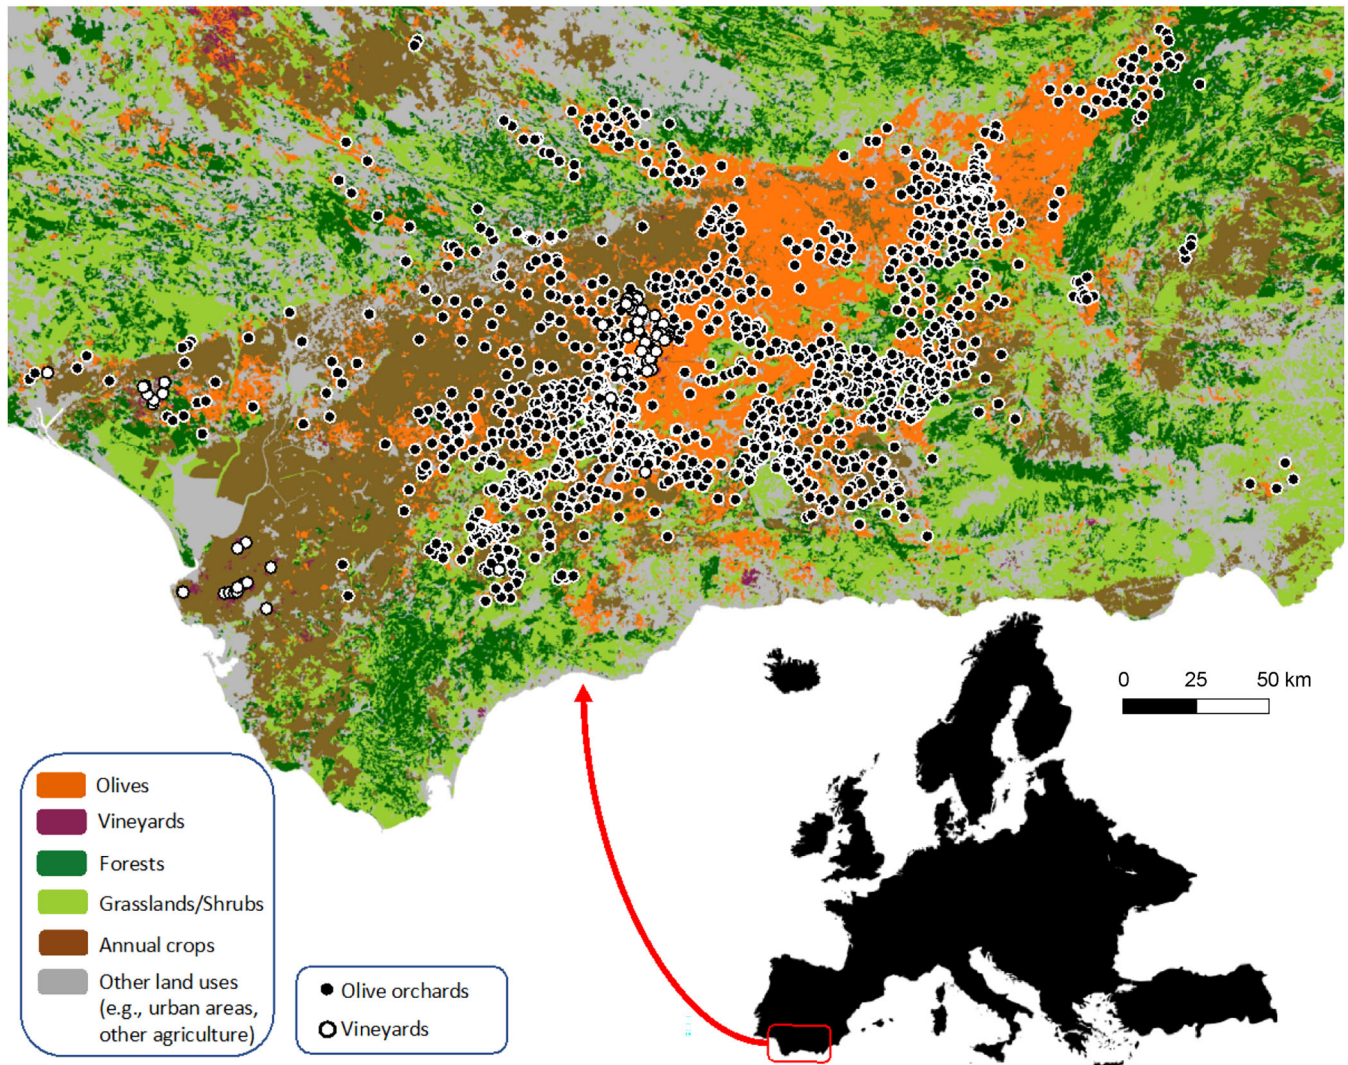 0 25 50 km
Olives
Vineyards
Forests
Grasslands/Shrubs
Annual crops
Other land uses
(e.g., urban areas,
other agriculture)
Olive orchards
Vineyards